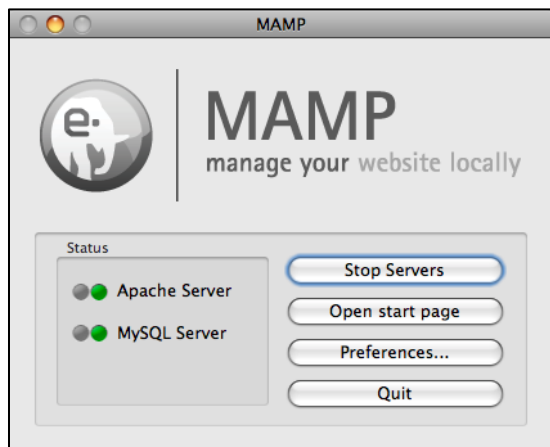 MAMP
e.
MAMP
manage your website locally
Status
Apache Server
MySQL Server
Stop Servers
Open start page
Preferences...
Quit